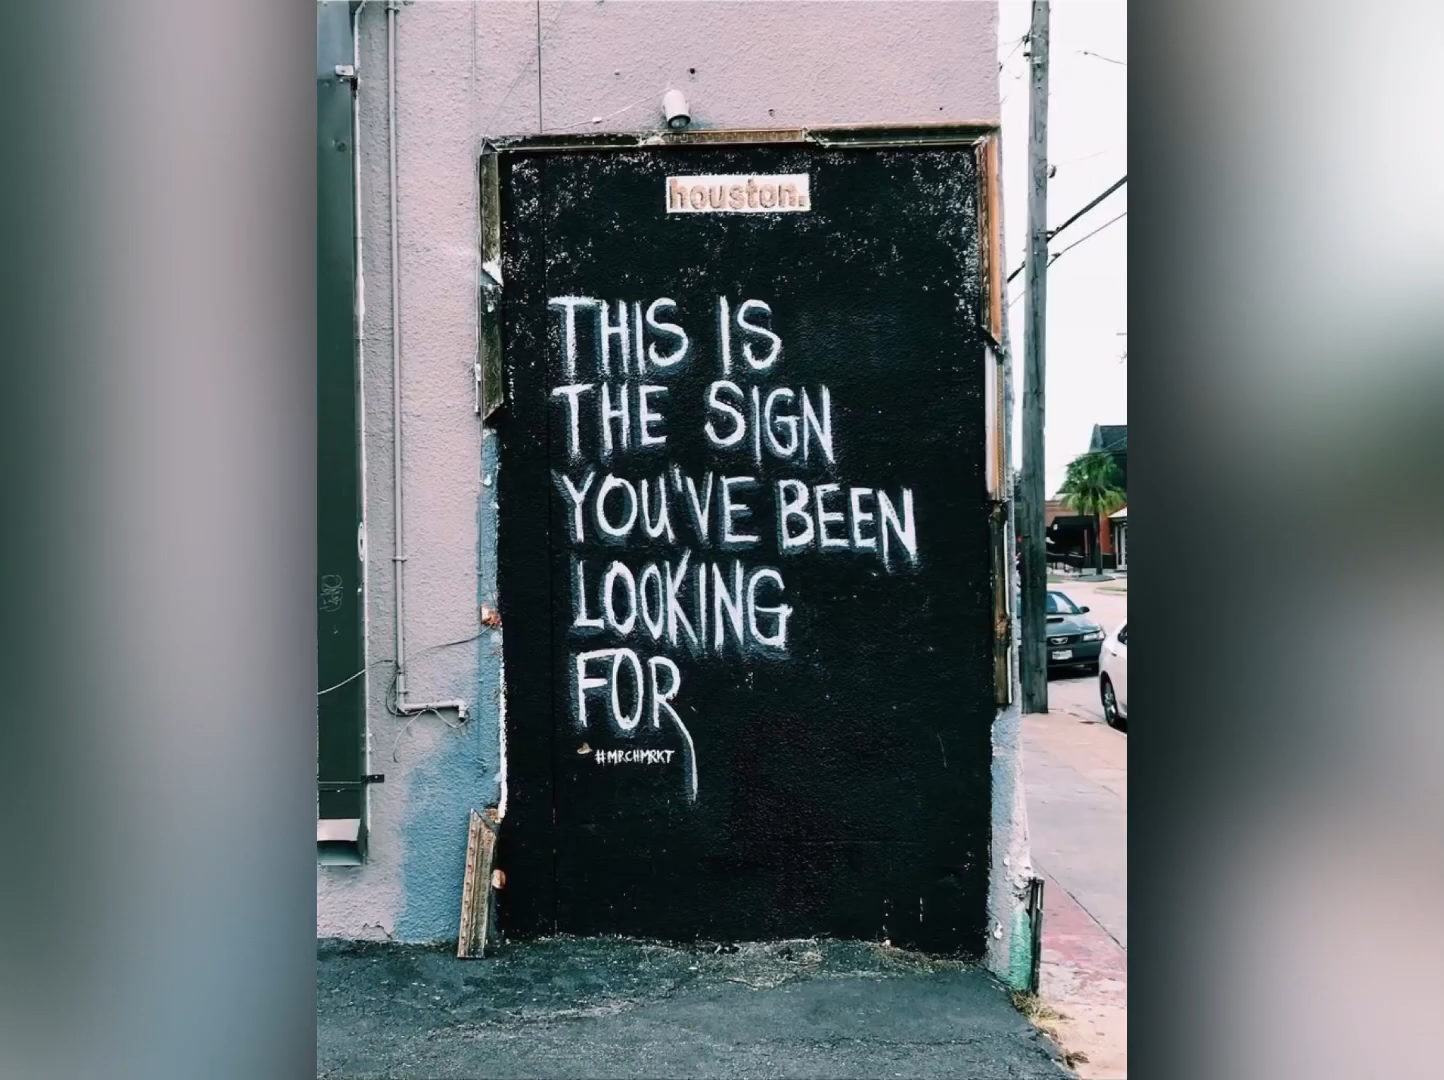 houston.
THIS IS
THE SIGN
YOU'VE BEEN
LOOKING
FOR
#MRCHMRKT